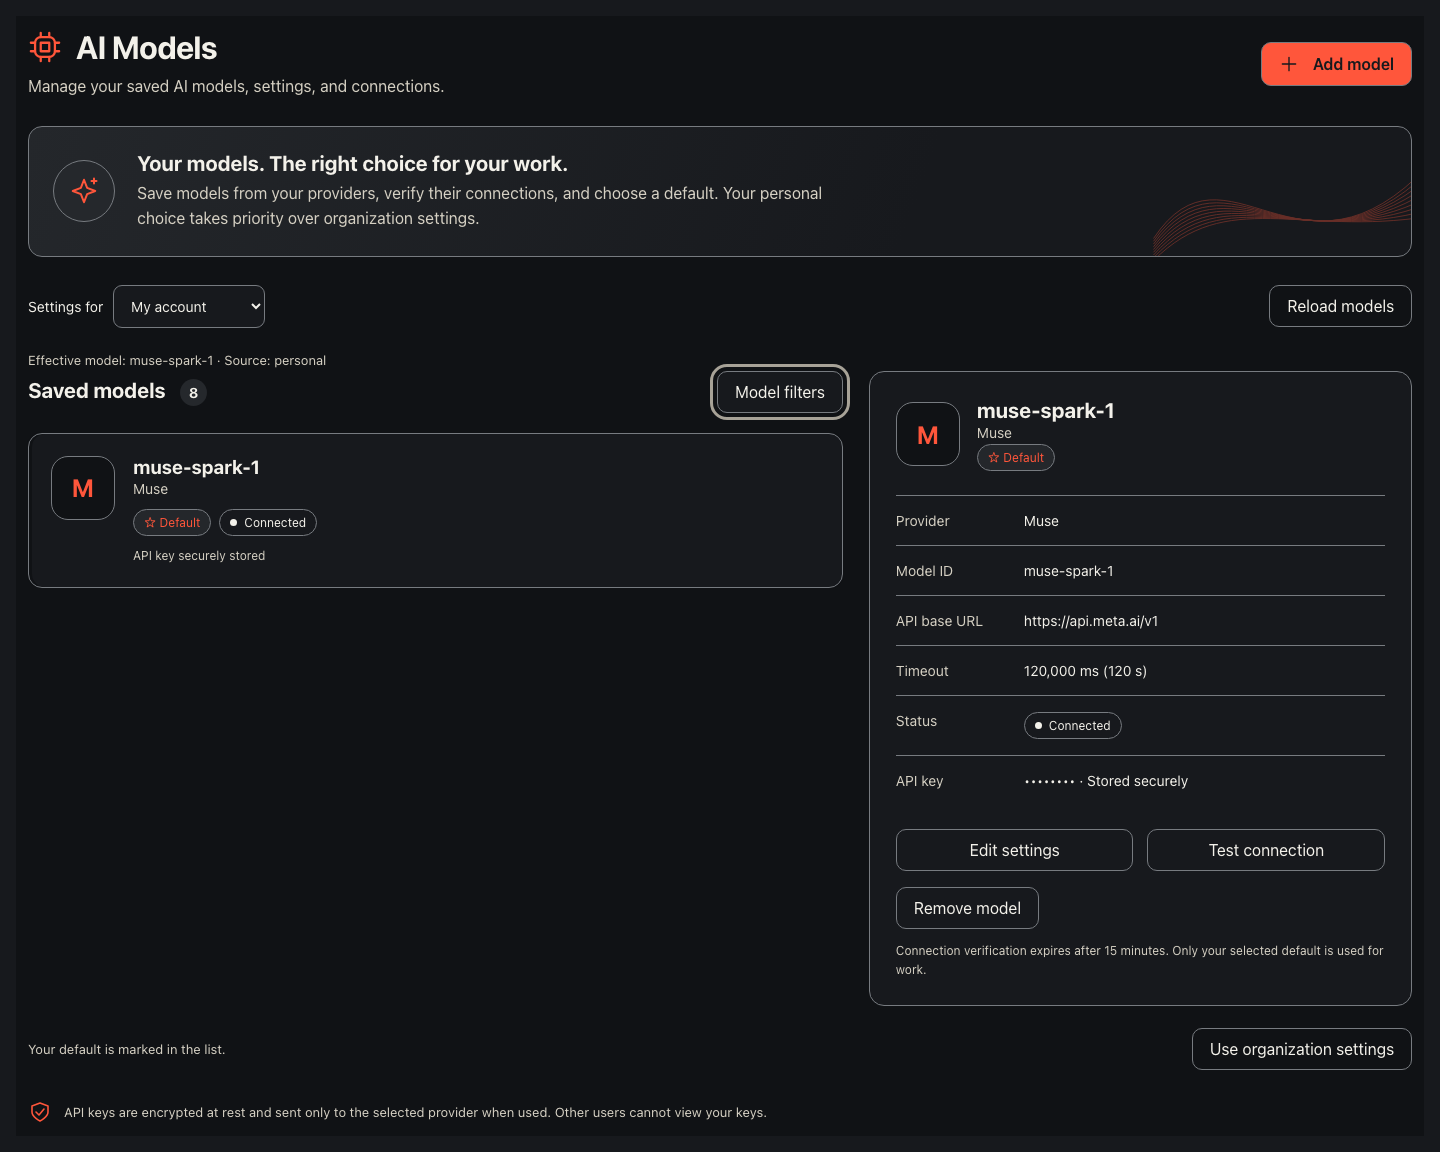 AI Models
Manage your saved AI models, settings, and connections.
Add model
Your models. The right choice for your work.
Save models from your providers, verify their connections, and choose a default. Your personal
choice takes priority over organization settings.
Settings for
My account
Reload models
Effective model: muse-spark-1 · Source: personal
Saved models 8
Model filters
M
muse-spark-1
Muse
Default
Connected
API key securely stored
M
muse-spark-1
Muse
Default
Provider Muse
Model ID muse-spark-1
API base URL https://api.meta.ai/v1
Timeout 120,000 ms (120 s)
Status Connected
API key •••••••• · Stored securely
Edit settings
Test connection
Remove model
Connection verification expires after 15 minutes. Only your selected default is used for
work.
Your default is marked in the list.
Use organization settings
API keys are encrypted at rest and sent only to the selected provider when used. Other users cannot view your keys.